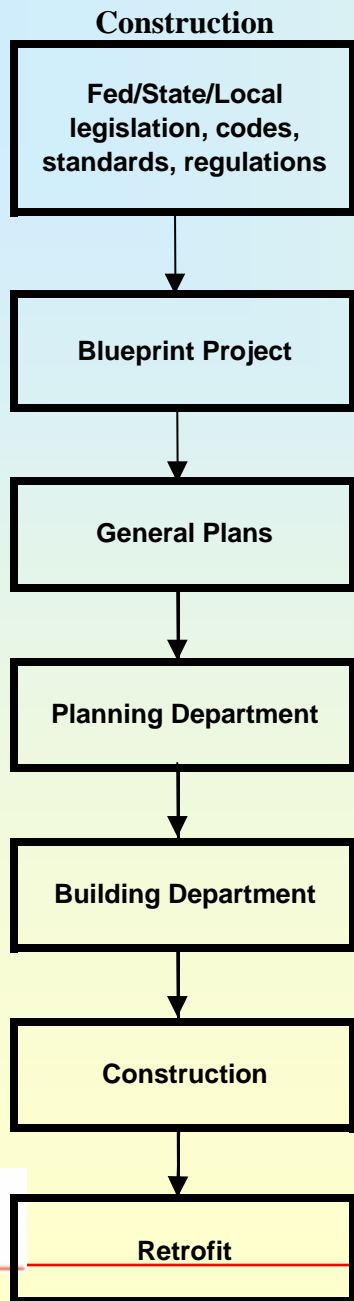 Construction
Fed/State/Local
legislation, codes,
standards, regulations
Blueprint Project
General Plans
Planning Department
Building Department
Construction
Retrofit